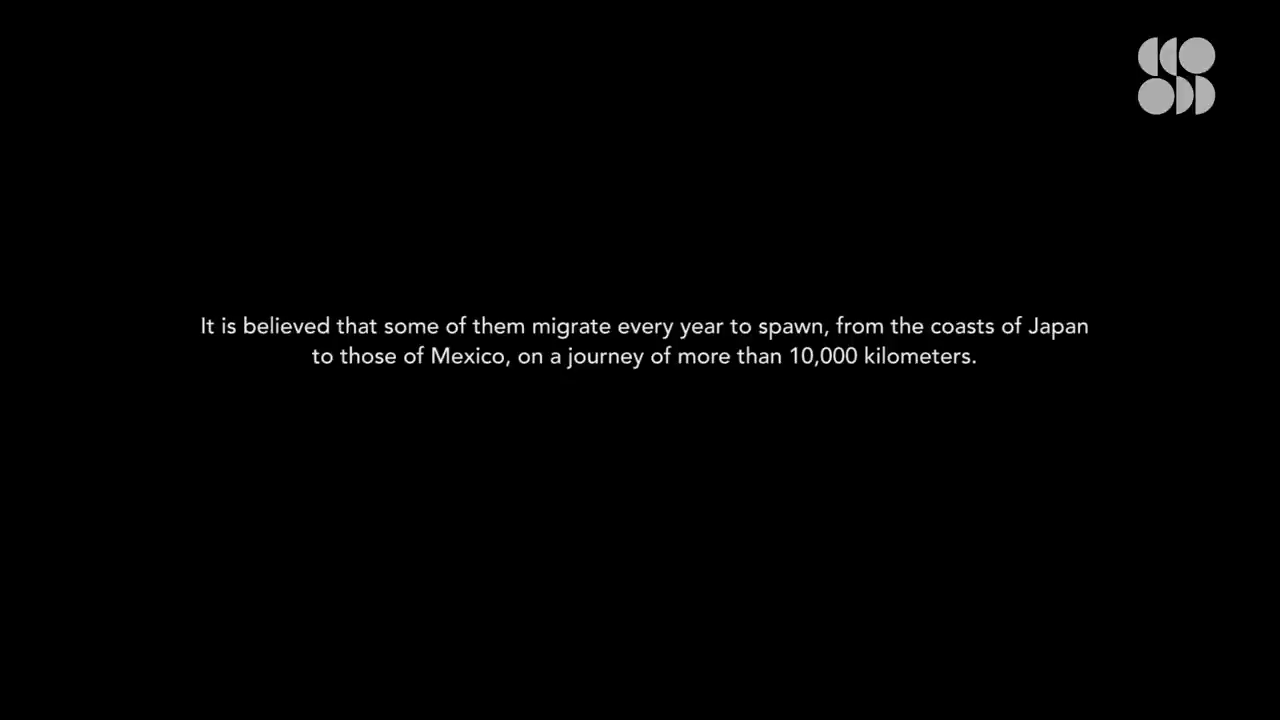 It is believed that some of them migrate every year to spawn, from the coasts of Japan
to those of Mexico, on a journey of more than 10,000 kilometers.